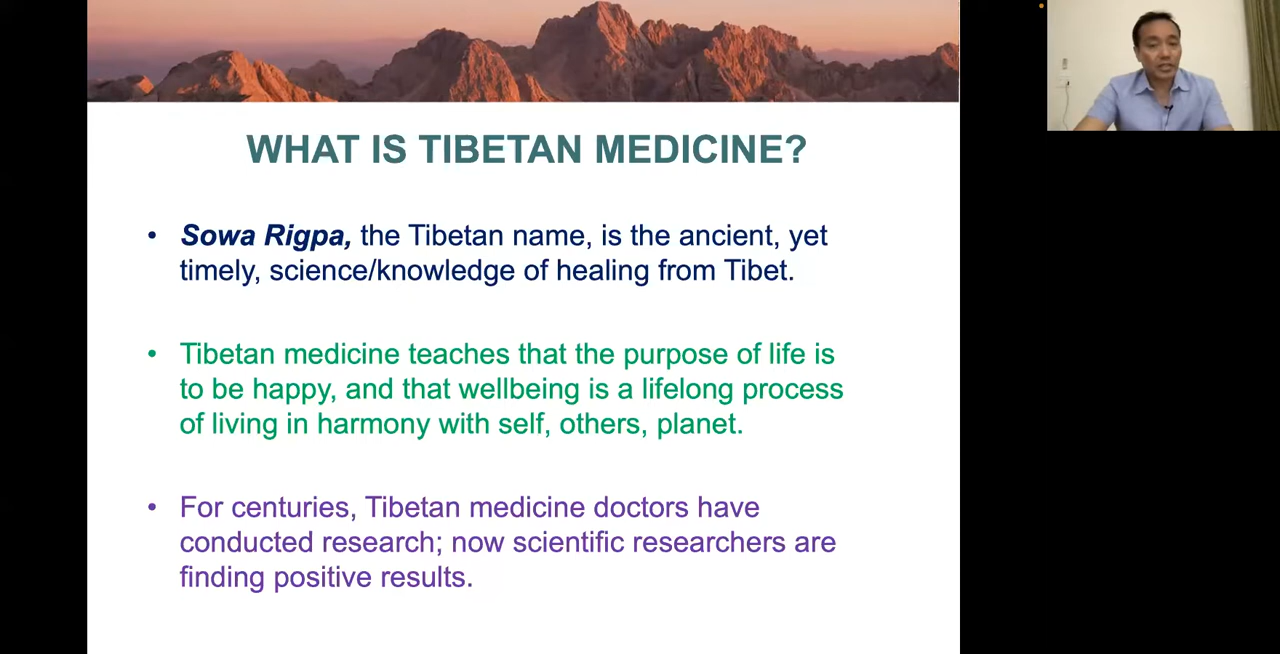 WHAT IS TIBETAN MEDICINE?
• Sowa Rigpa, the Tibetan name, is the ancient, yet
timely, science/knowledge of healing from Tibet.
• Tibetan medicine teaches that the purpose of life is
to be happy, and that wellbeing is a lifelong process
of living in harmony with self, others, planet.
• For centuries, Tibetan medicine doctors have
conducted research; now scientific researchers are
finding positive results.